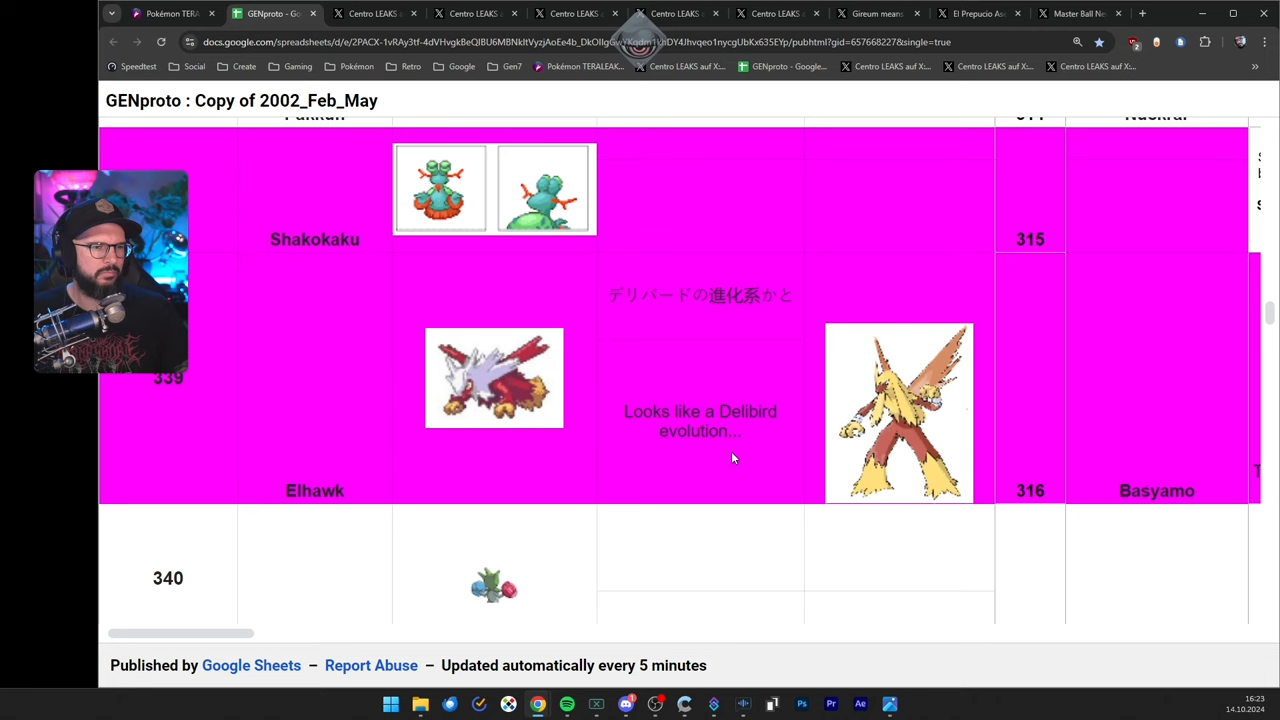 Pokémon TERA
GENproto - Go
Centro LEAKS
Centro LEAKS
Centro LEAKS
Centro LEAKS
Centro LEAKS
Gireum means
El Prepucio As
Master Ball Ne
Speedtest
Social
Create
Gaming
Pokémon
Retro
Google
Gen7
Pokémon TERALEAK...
Centro LEAKS auf X:...
GENproto - Google...
Centro LEAKS auf X:...
Centro LEAKS auf X:...
Centro LEAKS auf X:...
GENproto : Copy of 2002_Feb_May
Shakokaku
315
デリバードの進化系かと
339
Looks like a Delibird
evolution...
Elhawk
316
Basyamo
340
Published by Google Sheets – Report Abuse – Updated automatically every 5 minutes
16:23
14.10.2024